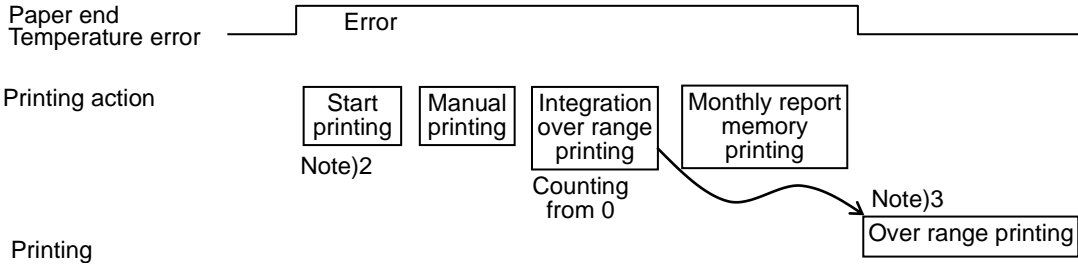 Paper end
Temperature error
Error
Printing action
Start
printing
Manual
printing
Integration
over range
printing
Monthly report
memory
printing
Note)2
Counting
from 0
Note)3
Over range printing
Printing